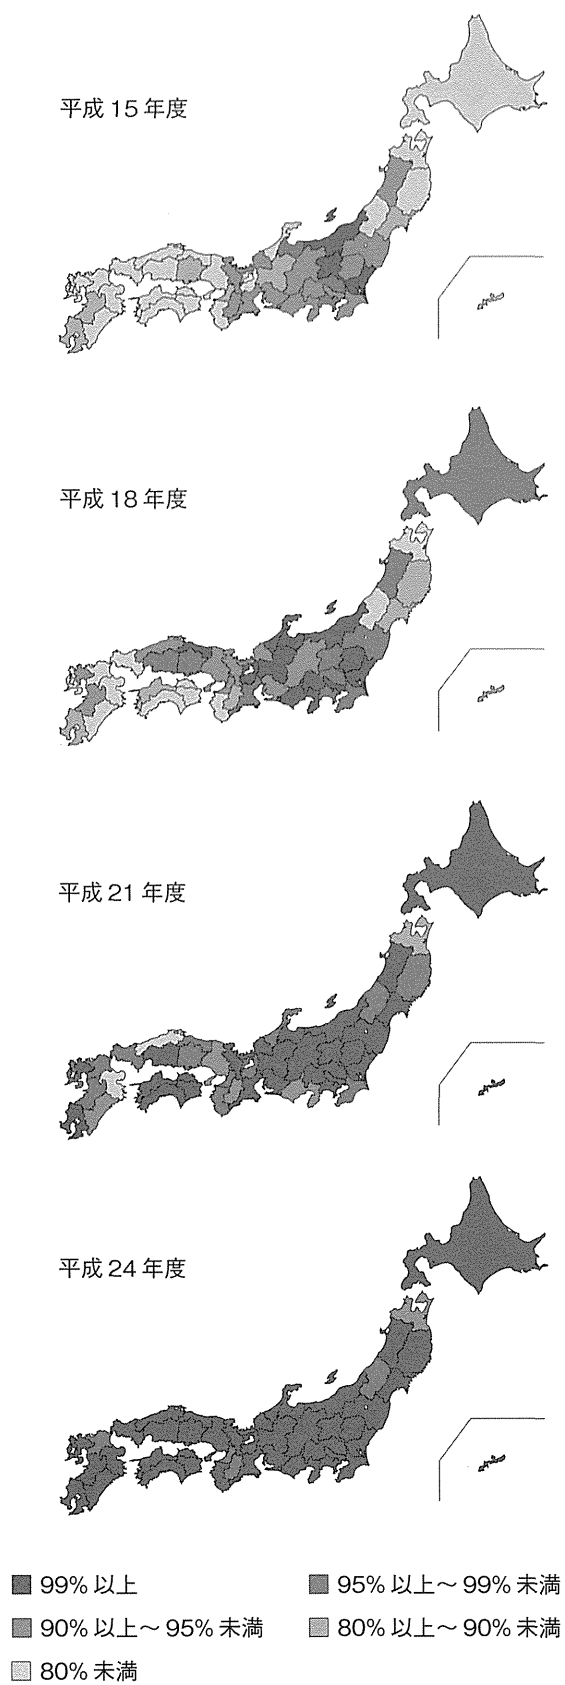 平成 15 年度
平成 18 年度
平成 21 年度
平成 24 年度
99% 以上
95% 以上～ 99% 未満
90% 以上～ 95% 未満
80% 以上～ 90% 未満
80% 未満